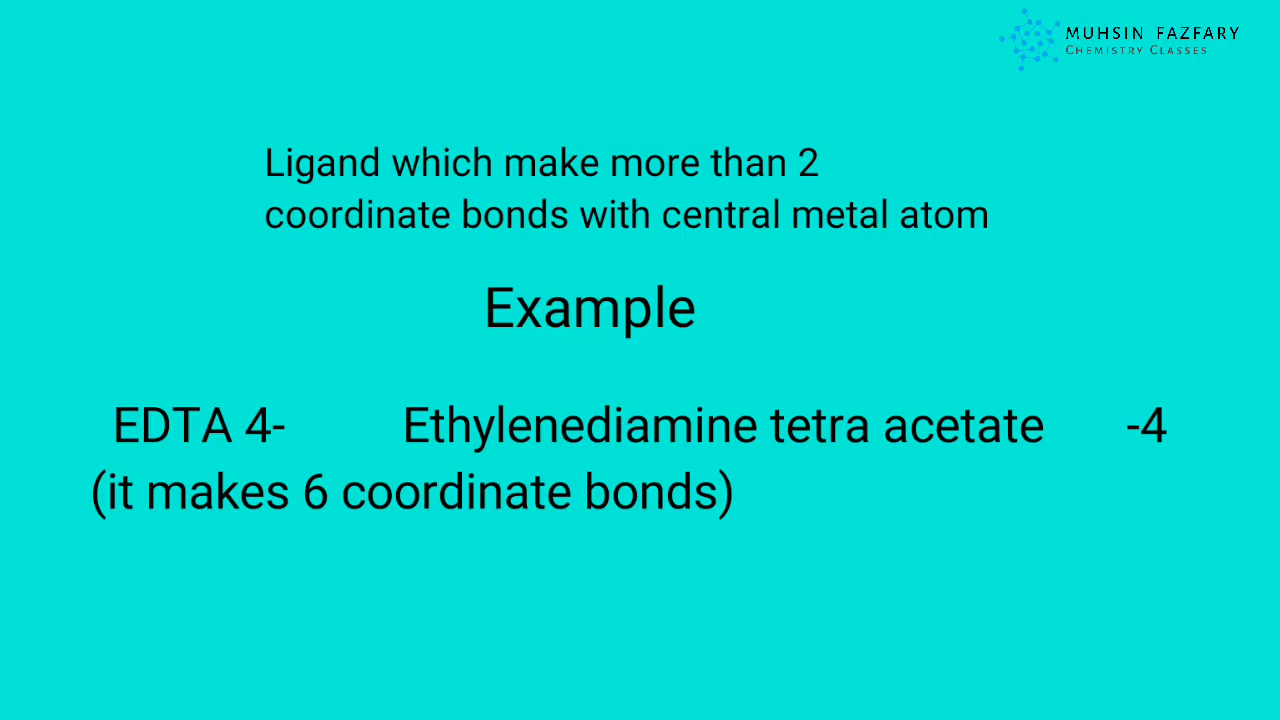 MUHSIN FAZFARY
CHEMISTRY CLASSES
Ligand which make more than 2
coordinate bonds with central metal atom
Example
EDTA 4- Ethylenediamine tetra acetate -4
(it makes 6 coordinate bonds)